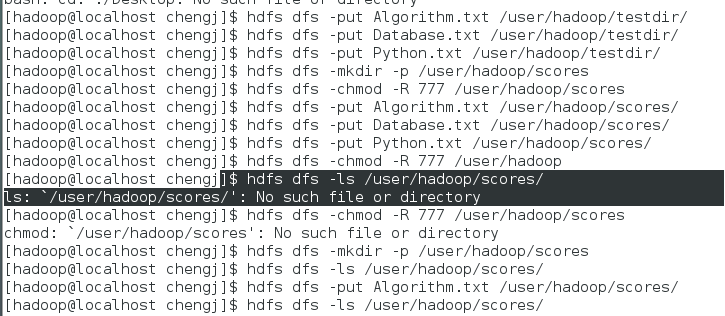 bash: cd: ./Desktop: No such file or directory
[hadoop@localhost chengj]$ hdfs dfs -put Algorithm.txt /user/hadoop/testdir/
[hadoop@localhost chengj]$ hdfs dfs -put Database.txt /user/hadoop/testdir/
[hadoop@localhost chengj]$ hdfs dfs -put Python.txt /user/hadoop/testdir/
[hadoop@localhost chengj]$ hdfs dfs -mkdir -p /user/hadoop/scores
[hadoop@localhost chengj]$ hdfs dfs -chmod -R 777 /user/hadoop/scores
[hadoop@localhost chengj]$ hdfs dfs -put Algorithm.txt /user/hadoop/scores/
[hadoop@localhost chengj]$ hdfs dfs -put Database.txt /user/hadoop/scores/
[hadoop@localhost chengj]$ hdfs dfs -put Python.txt /user/hadoop/scores/
[hadoop@localhost chengj]$ hdfs dfs -chmod -R 777 /user/hadoop
[hadoop@localhost chengj]$ hdfs dfs -ls /user/hadoop/scores/
ls: `/user/hadoop/scores/': No such file or directory
[hadoop@localhost chengj]$ hdfs dfs -chmod -R 777 /user/hadoop/scores
chmod: `/user/hadoop/scores': No such file or directory
[hadoop@localhost chengj]$ hdfs dfs -mkdir -p /user/hadoop/scores
[hadoop@localhost chengj]$ hdfs dfs -ls /user/hadoop/scores/
[hadoop@localhost chengj]$ hdfs dfs -put Algorithm.txt /user/hadoop/scores/
[hadoop@localhost chengj]$ hdfs dfs -ls /user/hadoop/scores/